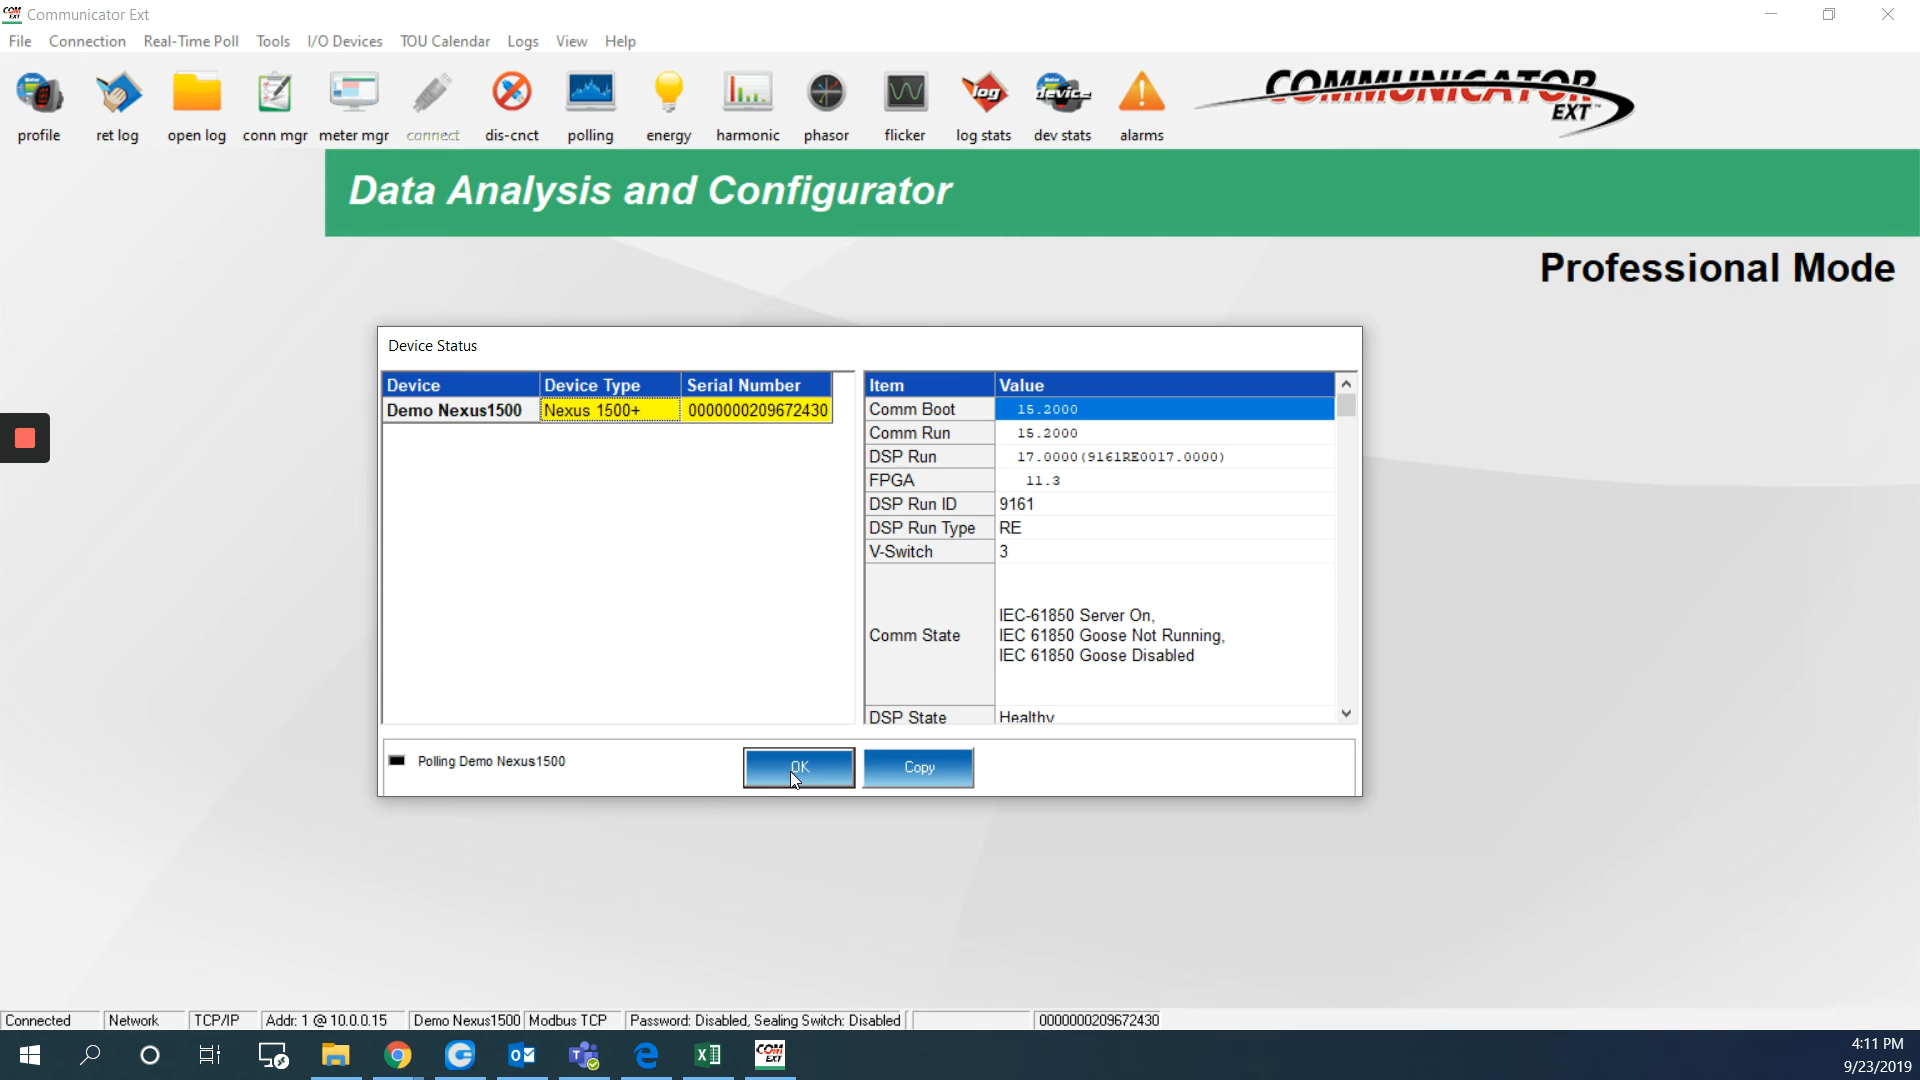 COM EXT Communicator Ext
File Connection Real-Time Poll Tools I/O Devices TOU Calendar Logs View Help
log device
COMMUNICATOR
EXT™
profile ret log open log conn mgr meter mgr connect dis-cnct polling energy harmonic phasor flicker log stats dev stats alarms
Data Analysis and Configurator
Professional Mode
Device Status
Device Device Type Serial Number
Demo Nexus1500 Nexus 1500+ 0000000209672430
Item Value
Comm Boot 15.2000
Comm Run 15.2000
DSP Run 17.0000(9161RE0017.0000)
FPGA 11.3
DSP Run ID 9161
DSP Run Type RE
V-Switch 3
Comm State
IEC-61850 Server On,
IEC 61850 Goose Not Running,
IEC 61850 Goose Disabled
DSP State Healthy
Polling Demo Nexus1500
OK Copy
Connected Network TCP/IP Addr: 1 @ 10.0.0.15 Demo Nexus1500 Modbus TCP Password: Disabled, Sealing Switch: Disabled 0000000209672430
COM EXT
4:11 PM
9/23/2019